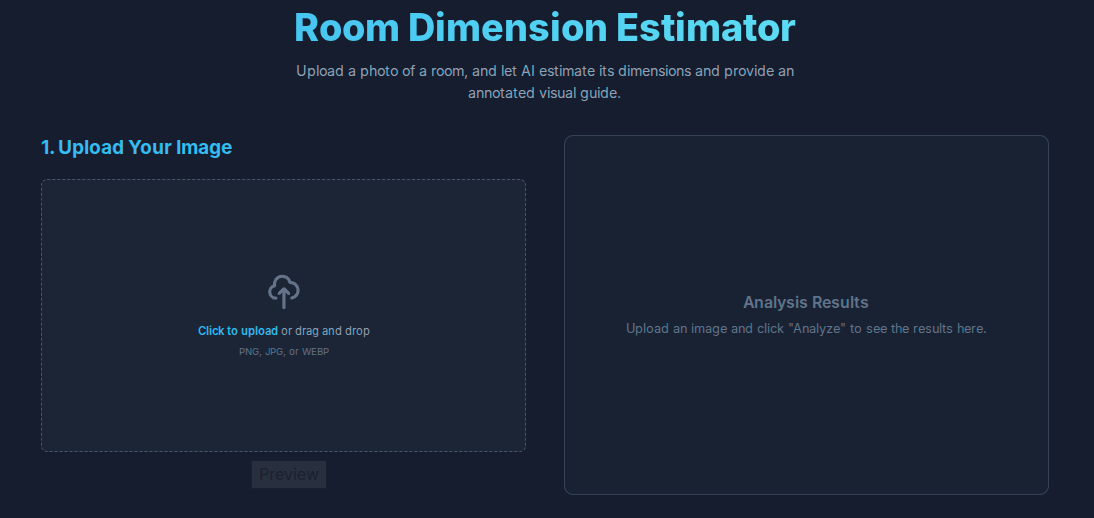 Room Dimension Estimator
Upload a photo of a room, and let AI estimate its dimensions and provide an
annotated visual guide.
1. Upload Your Image
Click to upload or drag and drop
PNG, JPG, or WEBP
Preview
Analysis Results
Upload an image and click "Analyze" to see the results here.